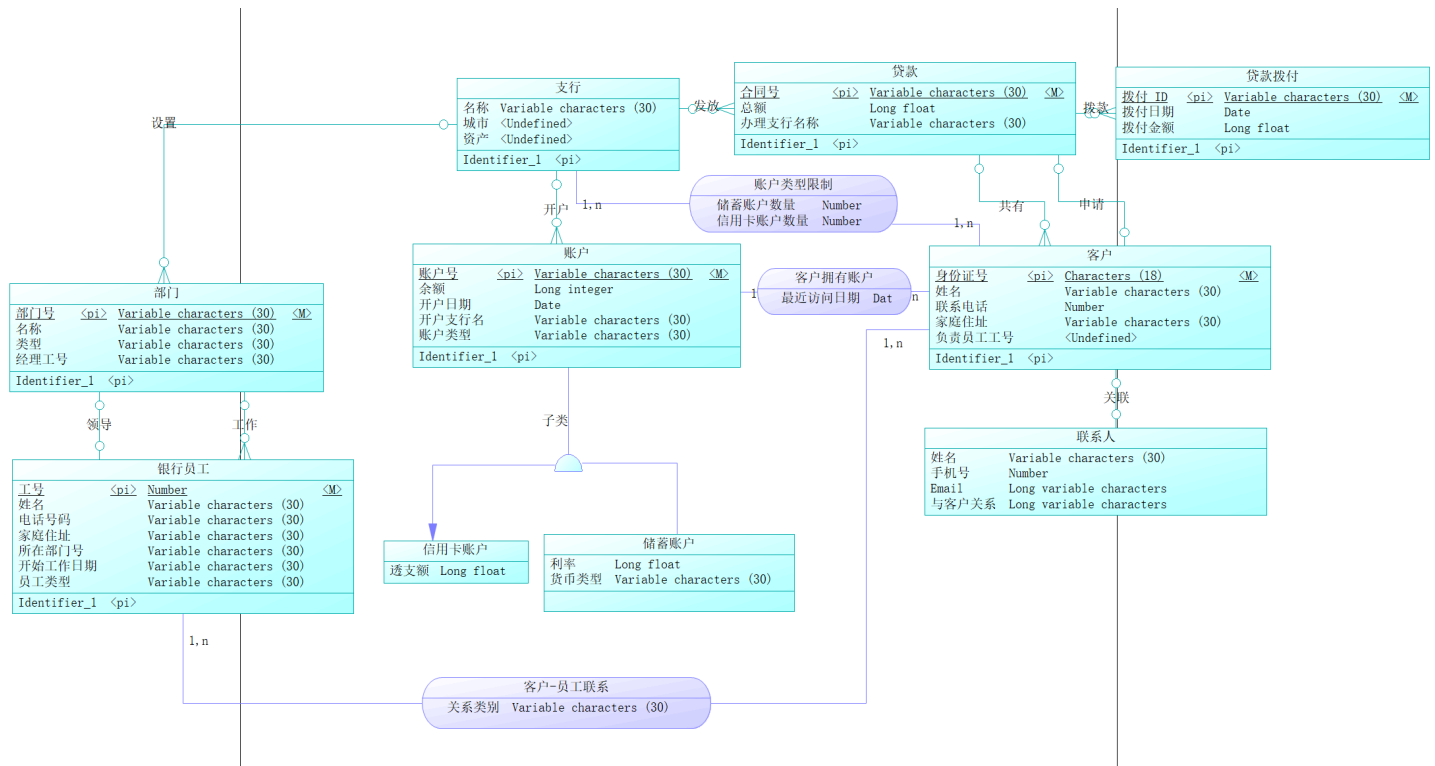 支行
名称 Variable characters (30)
城市 <Undefined>
资产 <Undefined>
Identifier_1 <pi>
发放
贷款
合同号 <pi> Variable characters (30) <M>
总额 Long float
办理支行名称 Variable characters (30)
Identifier_1 <pi>
拨款
贷款拨付
拨付 ID <pi> Variable characters (30) <M>
拨付日期 Date
拨付金额 Long float
Identifier_1 <pi>
设置
账户类型限制
储蓄账户数量 Number
信用卡账户数量 Number
1,n
1,n
开户
共有
申请
账户
账户号 <pi> Variable characters (30) <M>
余额 Long integer
开户日期 Date
开户支行名 Variable characters (30)
账户类型 Variable characters (30)
Identifier_1 <pi>
客户拥有账户
最近访问日期 Dat
1
n
客户
身份证号 <pi> Characters (18) <M>
姓名 Variable characters (30)
联系电话 Number
家庭住址 Variable characters (30)
负责员工工号 <Undefined>
Identifier_1 <pi>
1,n
部门
部门号 <pi> Variable characters (30) <M>
名称 Variable characters (30)
类型 Variable characters (30)
经理工号 Variable characters (30)
Identifier_1 <pi>
领导
工作
子类
关联
联系人
姓名 Variable characters (30)
手机号 Number
Email Long variable characters
与客户关系 Long variable characters
银行员工
工号 <pi> Number <M>
姓名 Variable characters (30)
电话号码 Variable characters (30)
家庭住址 Variable characters (30)
所在部门号 Variable characters (30)
开始工作日期 Variable characters (30)
员工类型 Variable characters (30)
Identifier_1 <pi>
信用卡账户
透支额 Long float
储蓄账户
利率 Long float
货币类型 Variable characters (30)
1,n
客户-员工联系
关系类别 Variable characters (30)